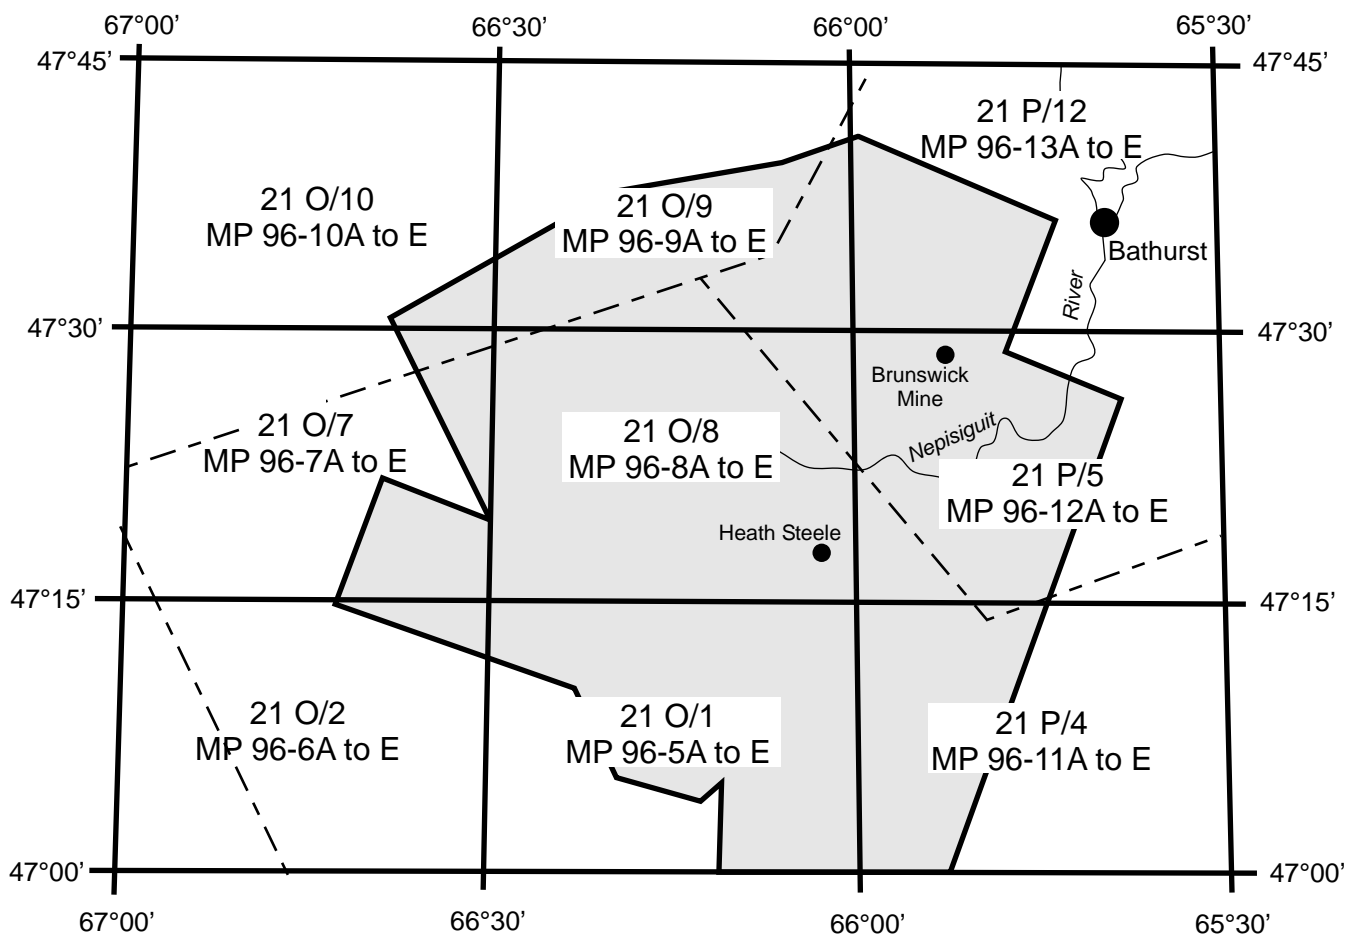 67°00’
66°30’
66°00’
65°30’
47°45’
47°45’
21 P/12
MP 96-13A to E
21 O/10
MP 96-10A to E
21 O/9
MP 96-9A to E
Bathurst
River
47°30’
47°30’
Brunswick
Mine
21 O/7
MP 96-7A to E
21 O/8
MP 96-8A to E
Nepisiguit
21 P/5
MP 96-12A to E
Heath Steele
47°15’
47°15’
21 O/2
MP 96-6A to E
21 O/1
MP 96-5A to E
21 P/4
MP 96-11A to E
47°00’
47°00’
67°00’
66°30’
66°00’
65°30’